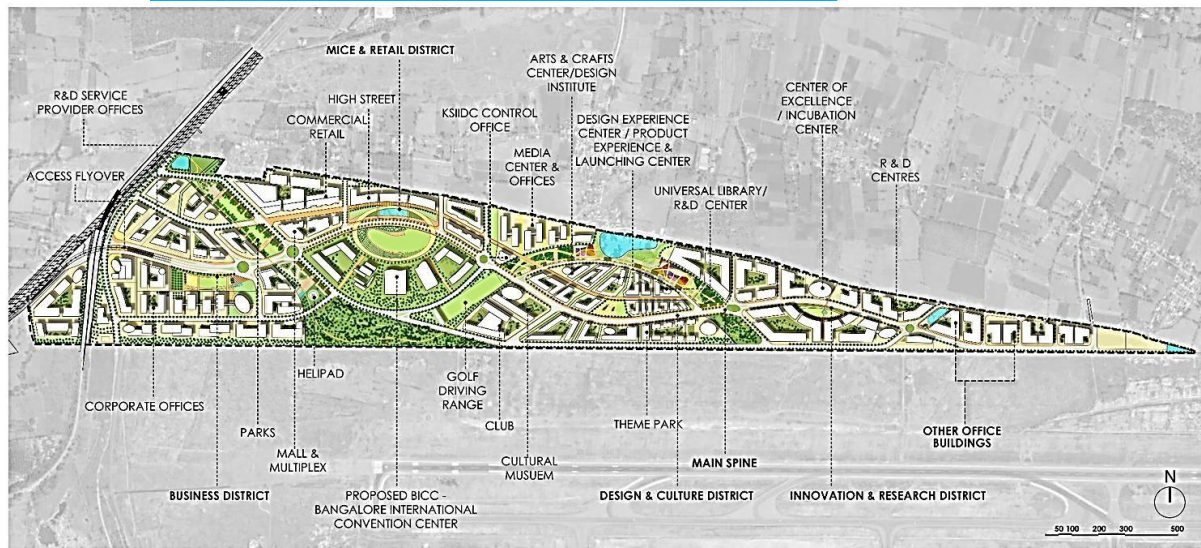 MICE & RETAIL DISTRICT
ARTS & CRAFTS
CENTER/DESIGN
INSTITUTE
R&D SERVICE
PROVIDER OFFICES
HIGH STREET
COMMERCIAL
RETAIL
KSIIDC CONTROL
OFFICE
DESIGN EXPERIENCE
CENTER / PRODUCT
EXPERIENCE &
LAUNCHING CENTER
CENTER OF
EXCELLENCE
/ INCUBATION
CENTER
MEDIA
CENTER &
OFFICES
ACCESS FLYOVER
UNIVERSAL LIBRARY/
R&D CENTER
R & D
CENTRES
HELIPAD
GOLF
DRIVING
RANGE
CORPORATE OFFICES
PARKS
CLUB
THEME PARK
OTHER OFFICE
BUILDINGS
MALL &
MULTIPLEX
CULTURAL
MUSUEM
MAIN SPINE
BUSINESS DISTRICT
PROPOSED BICC -
BANGALORE INTERNATIONAL
CONVENTION CENTER
DESIGN & CULTURE DISTRICT
INNOVATION & RESEARCH DISTRICT
N
50 100 200 300 500